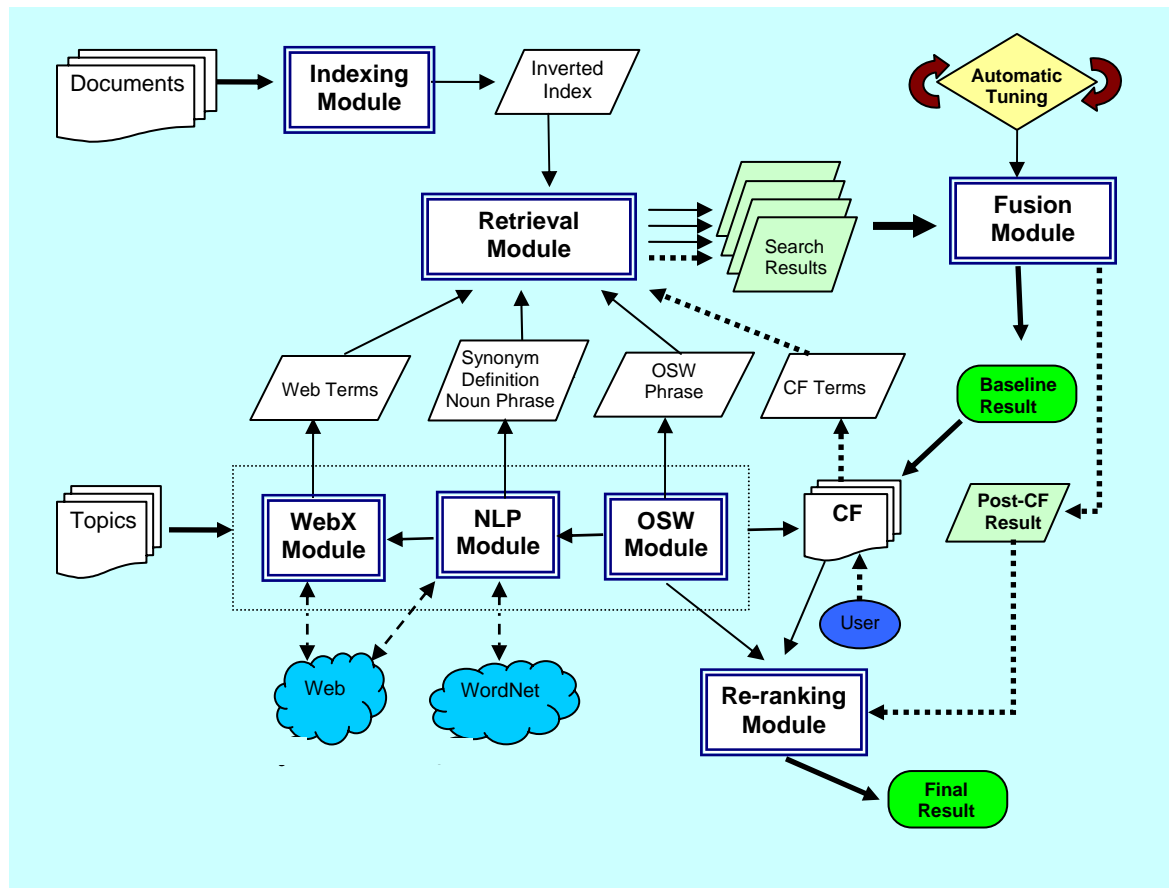 Documents
Indexing
Module
Inverted
Index
Automatic
Tuning
Retrieval
Module
Search
Results
Fusion
Module
Web Terms
Synonym
Definition
Noun Phrase
OSW
Phrase
CF Terms
Baseline
Result
Topics
WebX
Module
NLP
Module
OSW
Module
CF
Post-CF
Result
User
Web
WordNet
Re-ranking
Module
Final
Result